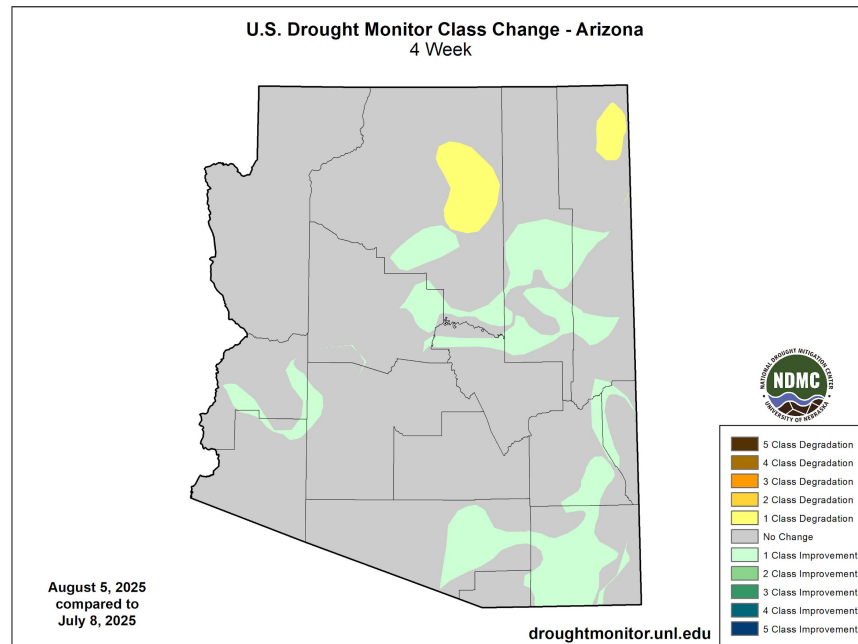 U.S. Drought Monitor Class Change - Arizona
4 Week
NATIONAL DROUGHT MITIGATION CENTER
NDMC
UNIVERSITY OF NEBRASKA
5 Class Degradation
4 Class Degradation
3 Class Degradation
2 Class Degradation
1 Class Degradation
No Change
1 Class Improvement
2 Class Improvement
3 Class Improvement
4 Class Improvement
5 Class Improvement
August 5, 2025
compared to
July 8, 2025
droughtmonitor.unl.edu